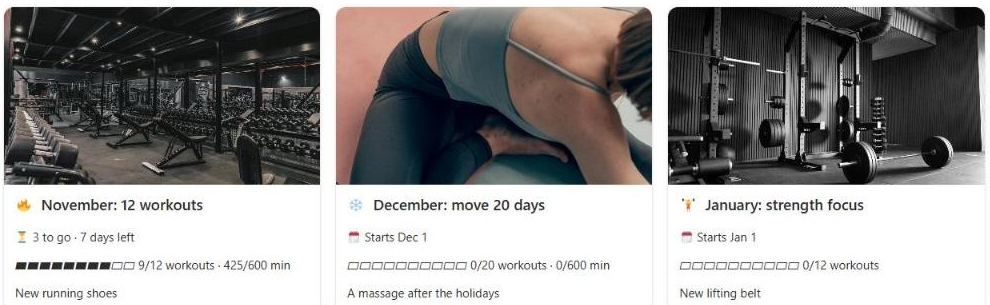 🔥 November: 12 workouts
⏳ 3 to go · 7 days left
▰▰▰▰▰▰▰▰▱▱ 9/12 workouts · 425/600 min
New running shoes
❄️ December: move 20 days
📅 Starts Dec 1
▱▱▱▱▱▱▱▱▱▱ 0/20 workouts · 0/600 min
A massage after the holidays
🏋️ January: strength focus
📅 Starts Jan 1
▱▱▱▱▱▱▱▱▱▱ 0/12 workouts
New lifting belt